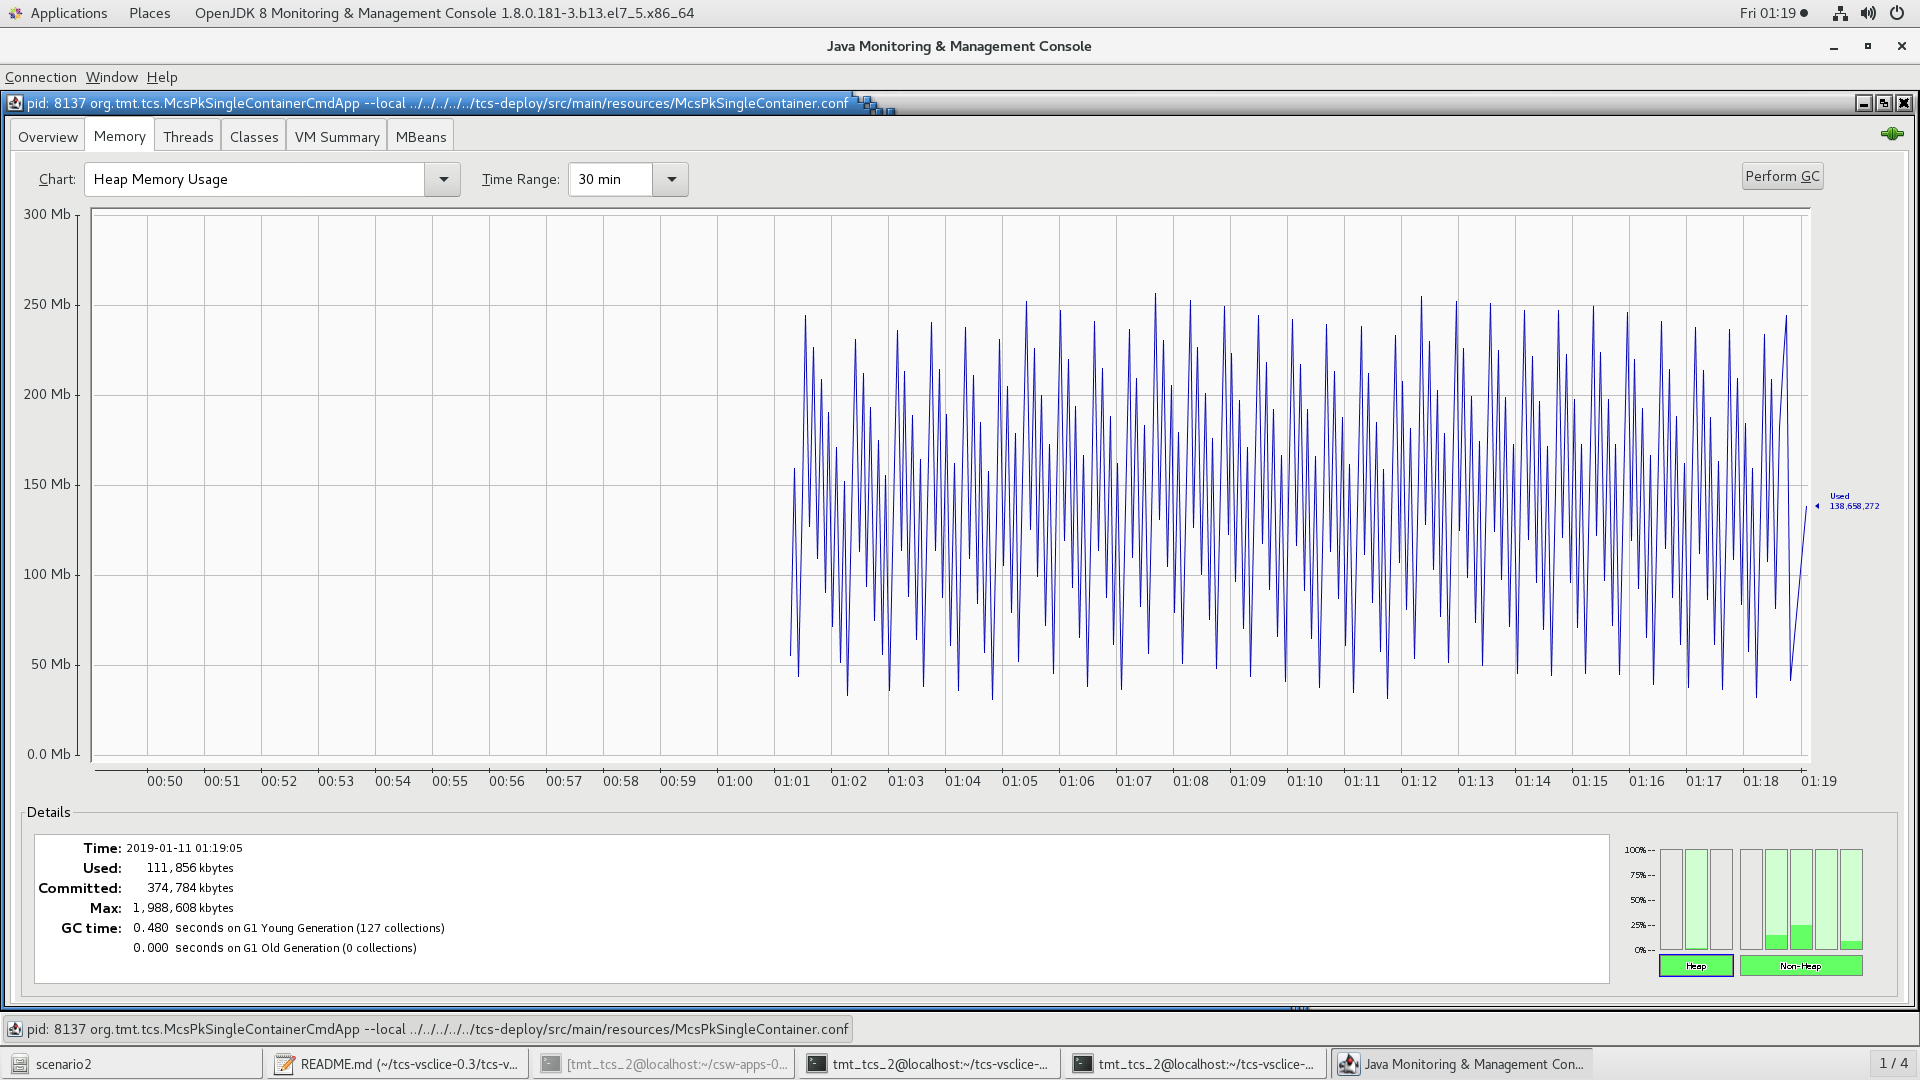 Applications Places OpenJDK 8 Monitoring & Management Console 1.8.0.181-3.b13.el7_5.x86_64 Fri 01:19
Java Monitoring & Management Console
Connection Window Help
pid: 8137 org.tmt.tcs.McsPkSingleContainerCmdApp --local ../../../../../tcs-deploy/src/main/resources/McsPkSingleContainer.conf
Overview Memory Threads Classes VM Summary MBeans
Chart: Heap Memory Usage Time Range: 30 min Perform GC
300 Mb
250 Mb
200 Mb
150 Mb
100 Mb
50 Mb
0.0 Mb
Used
138,658,272
00:50 00:51 00:52 00:53 00:54 00:55 00:56 00:57 00:58 00:59 01:00 01:01 01:02 01:03 01:04 01:05 01:06 01:07 01:08 01:09 01:10 01:11 01:12 01:13 01:14 01:15 01:16 01:17 01:18 01:19
Details
Time: 2019-01-11 01:19:05
Used: 111,856 kbytes
Committed: 374,784 kbytes
Max: 1,988,608 kbytes
GC time: 0.480 seconds on G1 Young Generation (127 collections)
0.000 seconds on G1 Old Generation (0 collections)
100% --
75% --
50% --
25% --
0% --
Heap Non-Heap
pid: 8137 org.tmt.tcs.McsPkSingleContainerCmdApp --local ../../../../../tcs-deploy/src/main/resources/McsPkSingleContainer.conf
scenario2 README.md (~/tcs-vsclice-0.3/tcs-v... [tmt_tcs_2@localhost:~/csw-apps-0... tmt_tcs_2@localhost:~/tcs-vsclice-... tmt_tcs_2@localhost:~/tcs-vsclice-... Java Monitoring & Management Con... 1 / 4